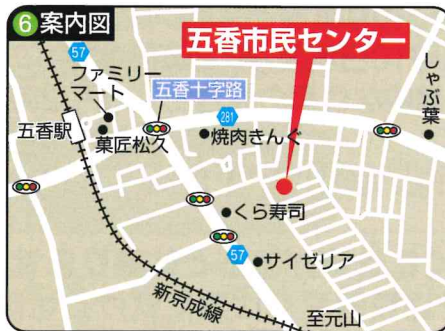 6 案内図
五香市民センター
57
ファミリー
マート
五香十字路
281
しゃぶ葉
五香駅
菓匠松久
焼肉きんぐ
くら寿司
57
サイゼリア
新京成線
至元山